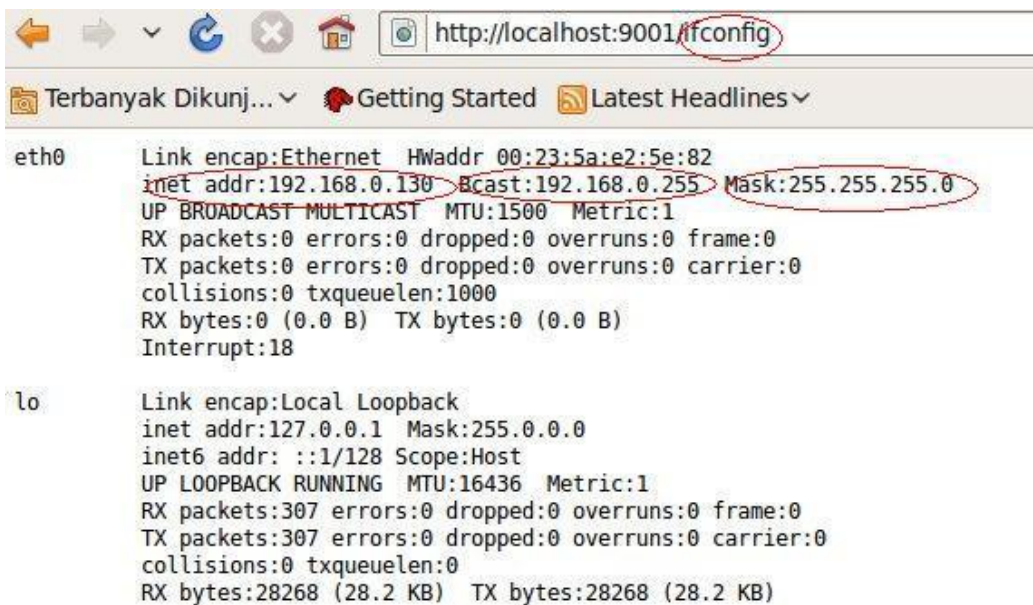 http://localhost:9001/ifconfig
Terbanyak Dikunj... Getting Started Latest Headlines
eth0 Link encap:Ethernet HWaddr 00:23:5a:e2:5e:82
inet addr:192.168.0.130 Bcast:192.168.0.255 Mask:255.255.255.0
UP BROADCAST MULTICAST MTU:1500 Metric:1
RX packets:0 errors:0 dropped:0 overruns:0 frame:0
TX packets:0 errors:0 dropped:0 overruns:0 carrier:0
collisions:0 txqueuelen:1000
RX bytes:0 (0.0 B) TX bytes:0 (0.0 B)
Interrupt:18
lo Link encap:Local Loopback
inet addr:127.0.0.1 Mask:255.0.0.0
inet6 addr: ::1/128 Scope:Host
UP LOOPBACK RUNNING MTU:16436 Metric:1
RX packets:307 errors:0 dropped:0 overruns:0 frame:0
TX packets:307 errors:0 dropped:0 overruns:0 carrier:0
collisions:0 txqueuelen:0
RX bytes:28268 (28.2 KB) TX bytes:28268 (28.2 KB)